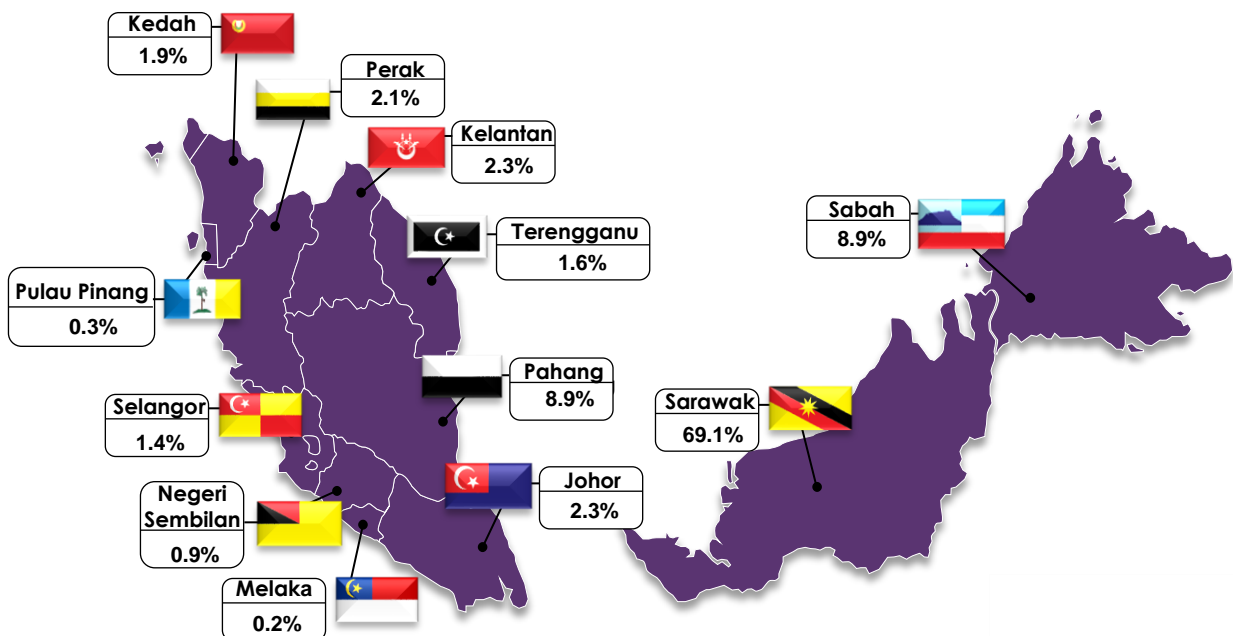 Kedah
1.9%
Perak
2.1%
Kelantan
2.3%
Terengganu
1.6%
Sabah
8.9%
Pulau Pinang
0.3%
Pahang
8.9%
Selangor
1.4%
Sarawak
69.1%
Johor
2.3%
Negeri
Sembilan
0.9%
Melaka
0.2%